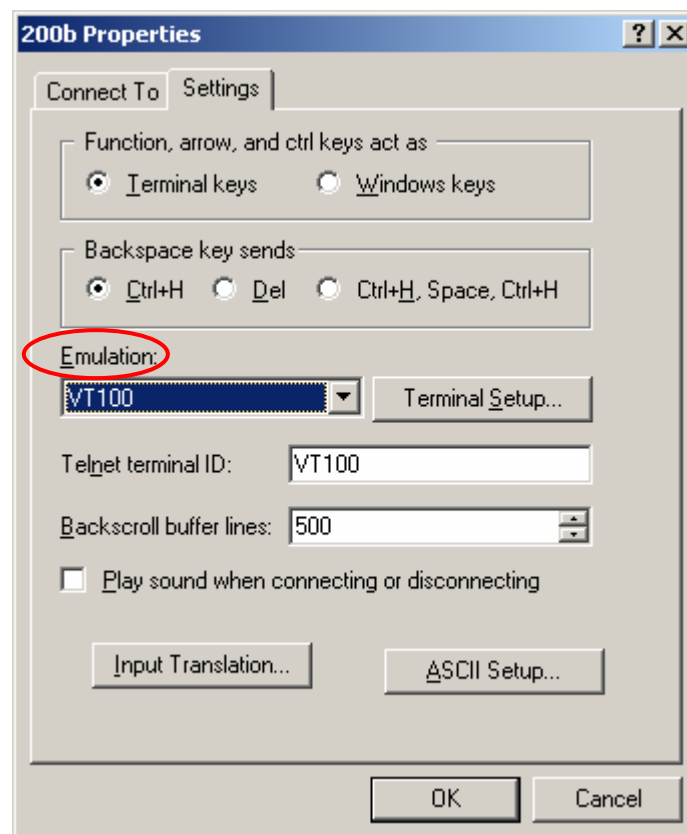 200b Properties
Connect To Settings
Function, arrow, and ctrl keys act as
Terminal keys Windows keys
Backspace key sends
Ctrl+H Del Ctrl+H, Space, Ctrl+H
Emulation:
VT100 Terminal Setup...
Telnet terminal ID: VT100
Backscroll buffer lines: 500
Play sound when connecting or disconnecting
Input Translation... ASCII Setup...
OK Cancel